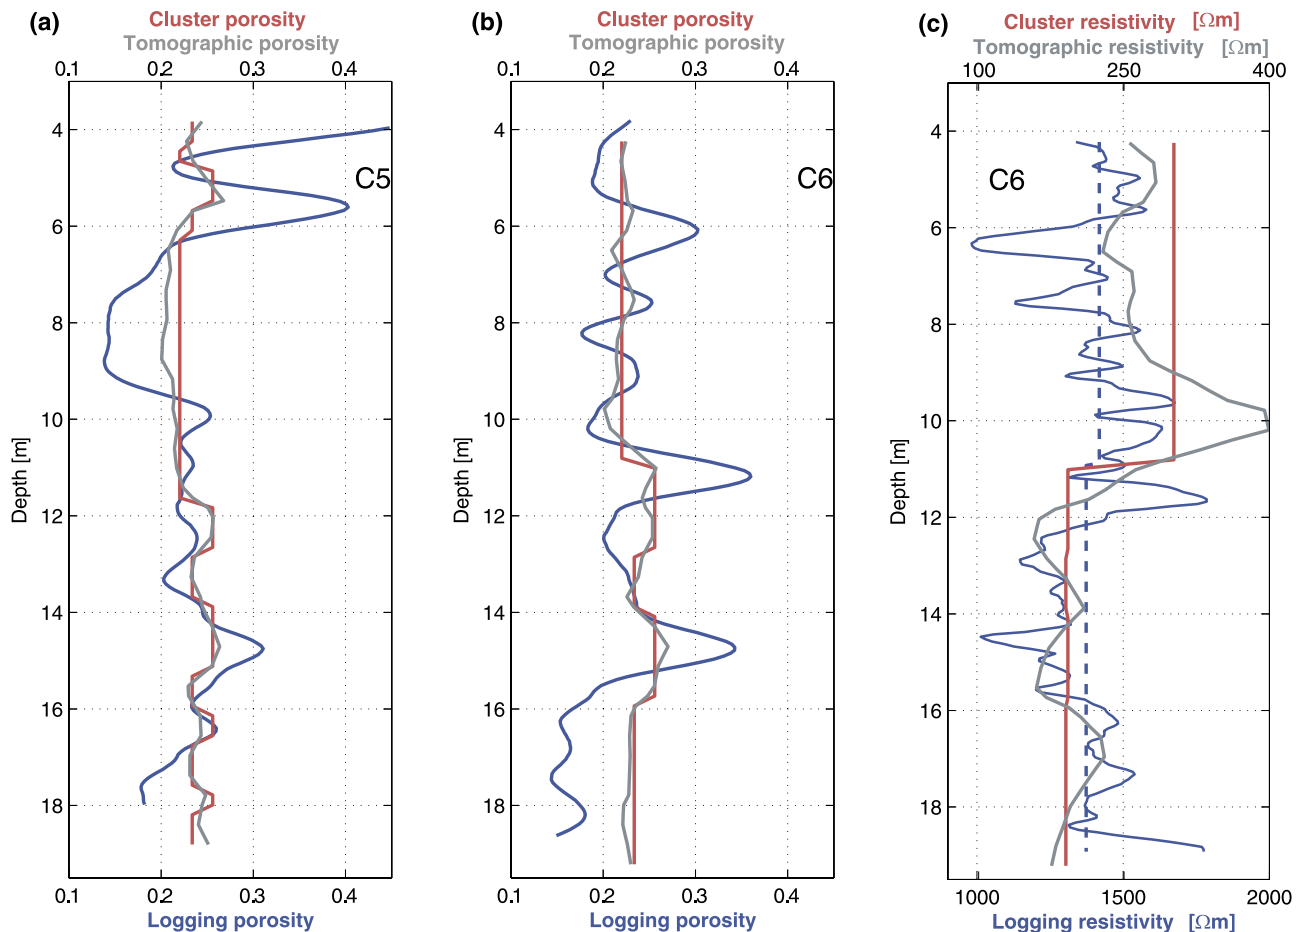 (a)
Cluster porosity
Tomographic porosity
0.1 0.2 0.3 0.4
4
6
8
10
12
14
16
18
Depth [m]
C5
0.1 0.2 0.3 0.4
Logging porosity
(b)
Cluster porosity
Tomographic porosity
0.1 0.2 0.3 0.4
4
6
8
10
12
14
16
18
Depth [m]
C6
0.1 0.2 0.3 0.4
Logging porosity
(c)
Cluster resistivity [Ωm]
Tomographic resistivity [Ωm]
100 250 400
4
6
8
10
12
14
16
18
Depth [m]
C6
1000 1500 2000
Logging resistivity [Ωm]